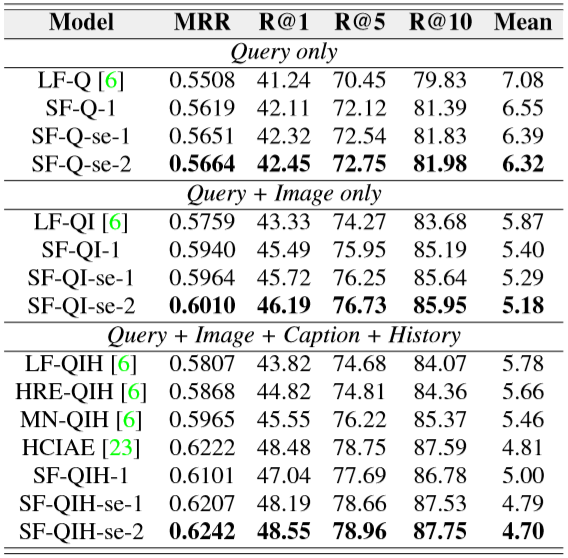 Model MRR R@1 R@5 R@10 Mean
Query only
LF-Q [6] 0.5508 41.24 70.45 79.83 7.08
SF-Q-1 0.5619 42.11 72.12 81.39 6.55
SF-Q-se-1 0.5651 42.32 72.54 81.83 6.39
SF-Q-se-2 0.5664 42.45 72.75 81.98 6.32
Query + Image only
LF-QI [6] 0.5759 43.33 74.27 83.68 5.87
SF-QI-1 0.5940 45.49 75.95 85.19 5.40
SF-QI-se-1 0.5964 45.72 76.25 85.64 5.29
SF-QI-se-2 0.6010 46.19 76.73 85.95 5.18
Query + Image + Caption + History
LF-QIH [6] 0.5807 43.82 74.68 84.07 5.78
HRE-QIH [6] 0.5868 44.82 74.81 84.36 5.66
MN-QIH [6] 0.5965 45.55 76.22 85.37 5.46
HCIAE [23] 0.6222 48.48 78.75 87.59 4.81
SF-QIH-1 0.6101 47.04 77.69 86.78 5.00
SF-QIH-se-1 0.6207 48.19 78.66 87.53 4.79
SF-QIH-se-2 0.6242 48.55 78.96 87.75 4.70